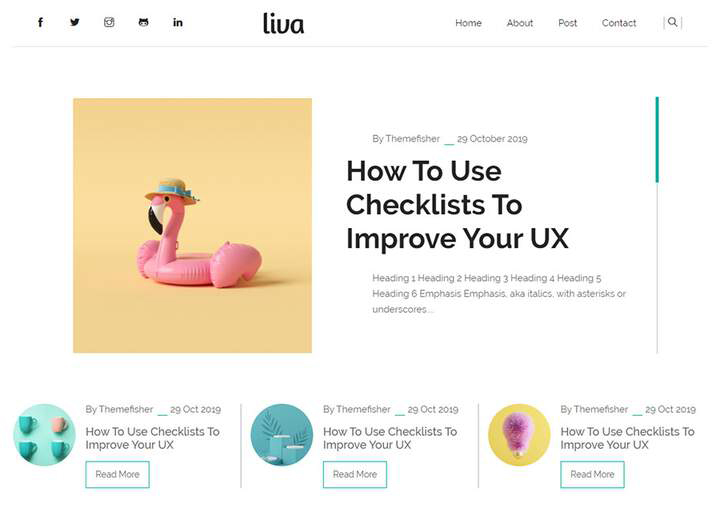 liva
Home About Post Contact
By Themefisher __ 29 October 2019
How To Use
Checklists To
Improve Your UX
Heading 1 Heading 2 Heading 3 Heading 4 Heading 5
Heading 6 Emphasis Emphasis, aka italics, with asterisks or
underscores....
By Themefisher __ 29 Oct 2019
How To Use Checklists To
Improve Your UX
Read More
By Themefisher __ 29 Oct 2019
How To Use Checklists To
Improve Your UX
Read More
By Themefisher __ 29 Oct 2019
How To Use Checklists To
Improve Your UX
Read More